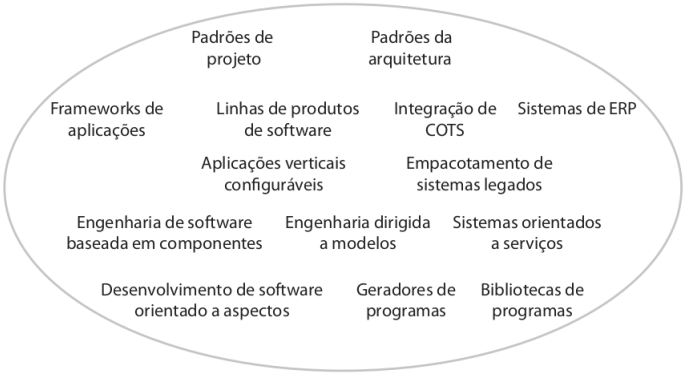 Padrões de
projeto
Padrões da
arquitetura
Frameworks de
aplicações
Linhas de produtos
de software
Integração de
COTS
Sistemas de ERP
Aplicações verticais
configuráveis
Empacotamento de
sistemas legados
Engenharia de software
baseada em componentes
Engenharia dirigida
a modelos
Sistemas orientados
a serviços
Desenvolvimento de software
orientado a aspectos
Geradores de
programas
Bibliotecas de
programas